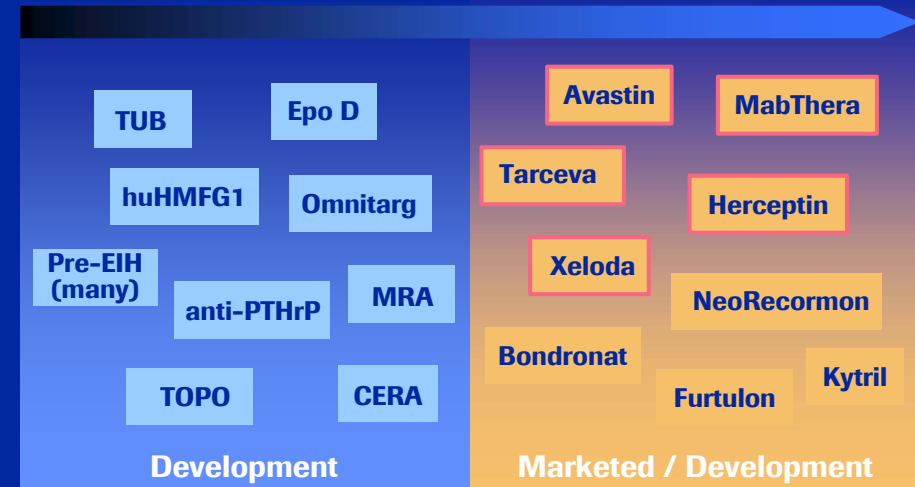 TUB
Epo D
huHMFG1
Omnitarg
Pre-EIH
(many)
anti-PTHrP
MRA
TOPO
CERA
Development
Avastin
MabThera
Tarceva
Herceptin
Xeloda
NeoRecormon
Bondronat
Furtulon
Kytril
Marketed / Development